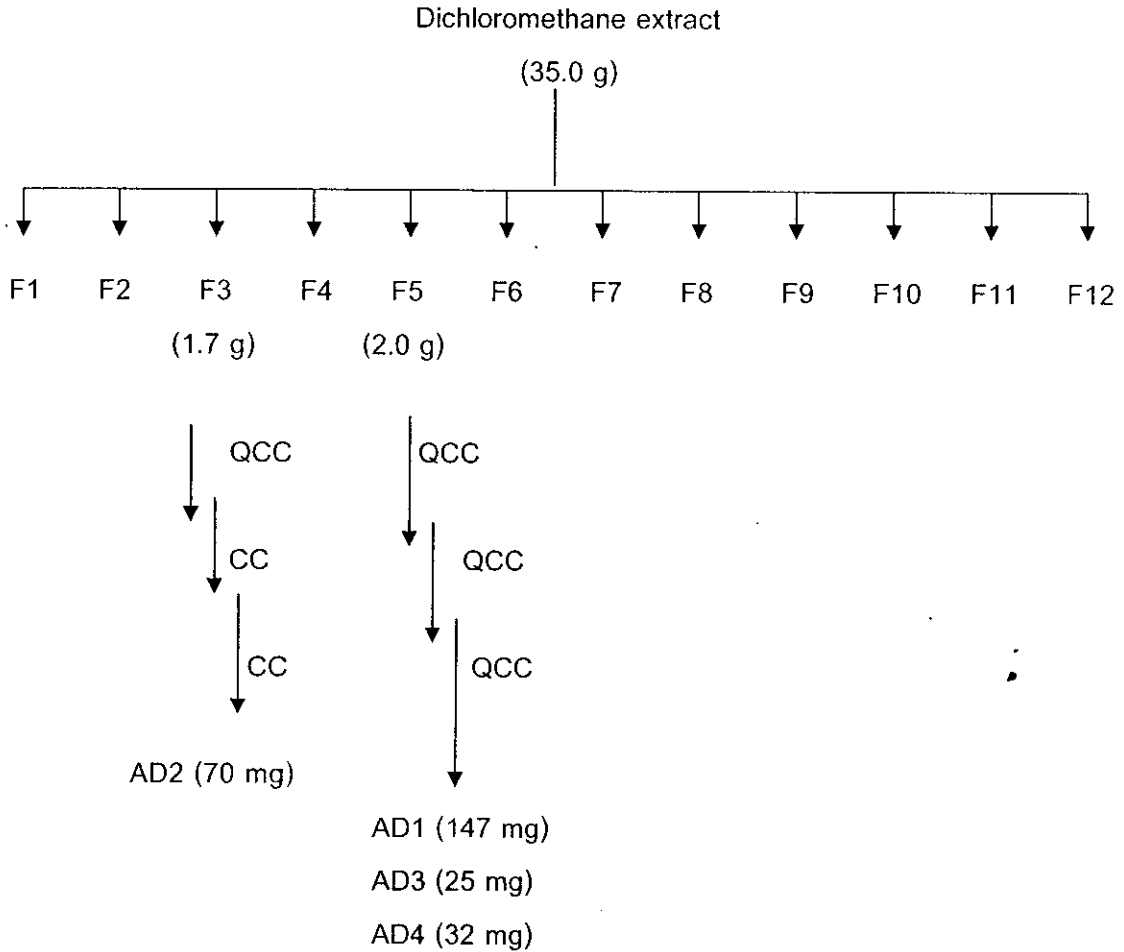 Dichloromethane extract
(35.0 g)
F1 F2 F3 F4 F5 F6 F7 F8 F9 F10 F11 F12
(1.7 g) (2.0 g)
QCC QCC
CC QCC
CC QCC
AD2 (70 mg)
AD1 (147 mg)
AD3 (25 mg)
AD4 (32 mg)